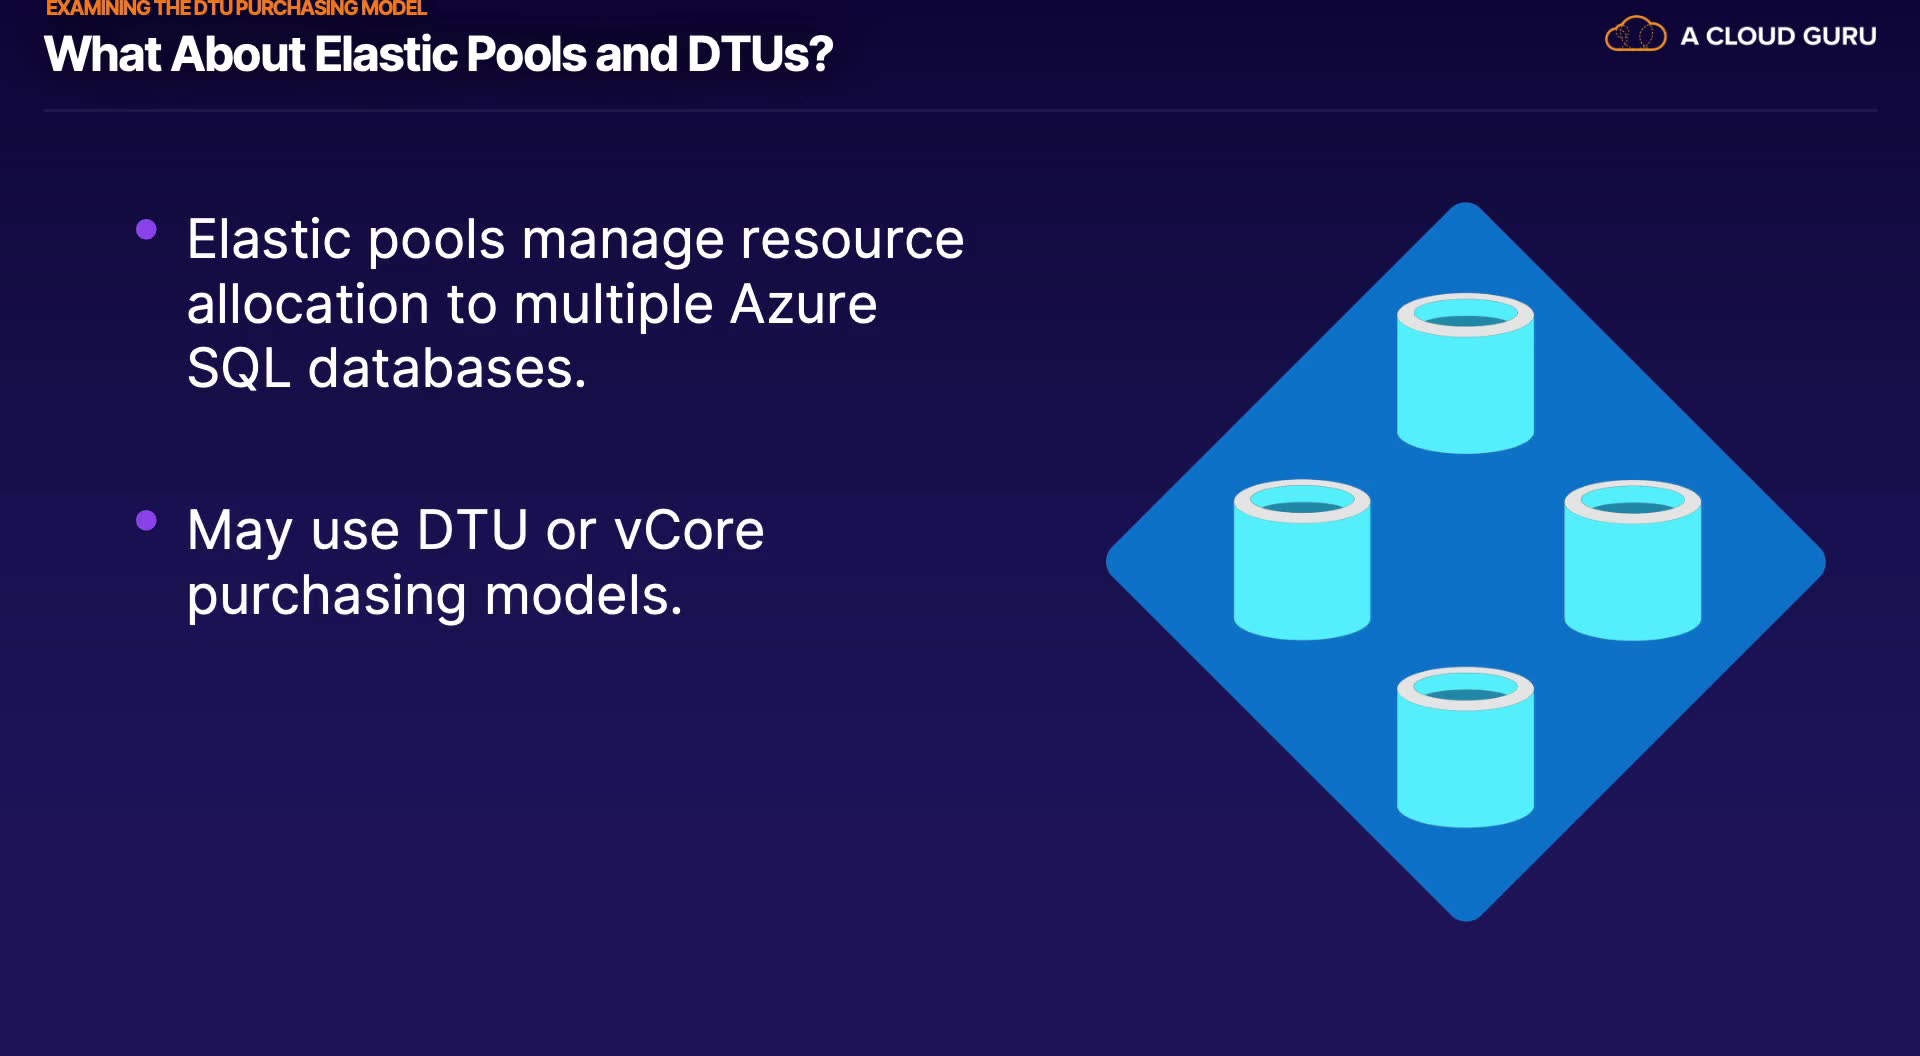 EXAMINING THE DTU PURCHASING MODEL
What About Elastic Pools and DTUs?
A CLOUD GURU
Elastic pools manage resource
allocation to multiple Azure
SQL databases.
May use DTU or vCore
purchasing models.